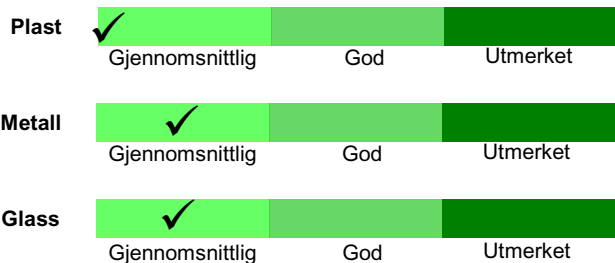 Plast
Gjennomsnittlig God Utmerket
Metall
Gjennomsnittlig God Utmerket
Glass
Gjennomsnittlig God Utmerket